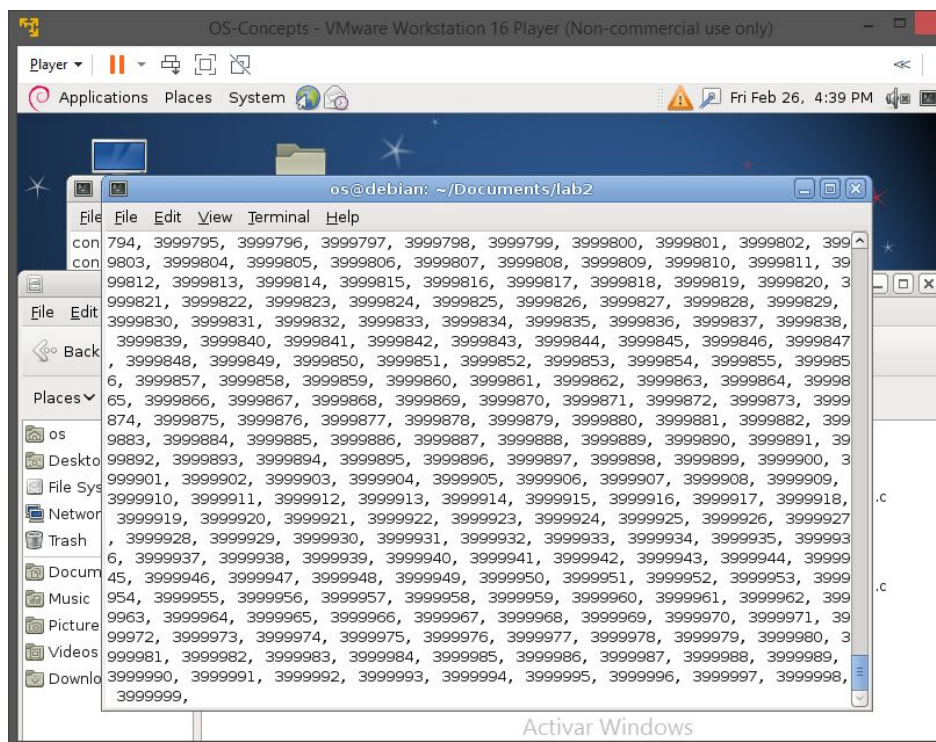 OS-Concepts - VMware Workstation 16 Player (Non-commercial use only)
Player
Applications Places System Fri Feb 26, 4:39 PM
os@debian: ~/Documents/lab2
File
File Edit View Terminal Help
con
con
794, 3999795, 3999796, 3999797, 3999798, 3999799, 3999800, 3999801, 3999802, 399
9803, 3999804, 3999805, 3999806, 3999807, 3999808, 3999809, 3999810, 3999811, 39
99812, 3999813, 3999814, 3999815, 3999816, 3999817, 3999818, 3999819, 3999820, 3
999821, 3999822, 3999823, 3999824, 3999825, 3999826, 3999827, 3999828, 3999829,
3999830, 3999831, 3999832, 3999833, 3999834, 3999835, 3999836, 3999837, 3999838,
3999839, 3999840, 3999841, 3999842, 3999843, 3999844, 3999845, 3999846, 3999847
, 3999848, 3999849, 3999850, 3999851, 3999852, 3999853, 3999854, 3999855, 399985
6, 3999857, 3999858, 3999859, 3999860, 3999861, 3999862, 3999863, 3999864, 39998
65, 3999866, 3999867, 3999868, 3999869, 3999870, 3999871, 3999872, 3999873, 3999
874, 3999875, 3999876, 3999877, 3999878, 3999879, 3999880, 3999881, 3999882, 399
9883, 3999884, 3999885, 3999886, 3999887, 3999888, 3999889, 3999890, 3999891, 39
99892, 3999893, 3999894, 3999895, 3999896, 3999897, 3999898, 3999899, 3999900, 3
999901, 3999902, 3999903, 3999904, 3999905, 3999906, 3999907, 3999908, 3999909,
3999910, 3999911, 3999912, 3999913, 3999914, 3999915, 3999916, 3999917, 3999918,
3999919, 3999920, 3999921, 3999922, 3999923, 3999924, 3999925, 3999926, 3999927
, 3999928, 3999929, 3999930, 3999931, 3999932, 3999933, 3999934, 3999935, 399993
6, 3999937, 3999938, 3999939, 3999940, 3999941, 3999942, 3999943, 3999944, 39999
45, 3999946, 3999947, 3999948, 3999949, 3999950, 3999951, 3999952, 3999953, 3999
954, 3999955, 3999956, 3999957, 3999958, 3999959, 3999960, 3999961, 3999962, 399
9963, 3999964, 3999965, 3999966, 3999967, 3999968, 3999969, 3999970, 3999971, 39
99972, 3999973, 3999974, 3999975, 3999976, 3999977, 3999978, 3999979, 3999980, 3
999981, 3999982, 3999983, 3999984, 3999985, 3999986, 3999987, 3999988, 3999989,
3999990, 3999991, 3999992, 3999993, 3999994, 3999995, 3999996, 3999997, 3999998,
3999999,
File Edit
Back
Places
os
Deskto
File Sys
Networ
Trash
Docum
Music
Picture
Videos
Downlo
.c
.c
Activar Windows